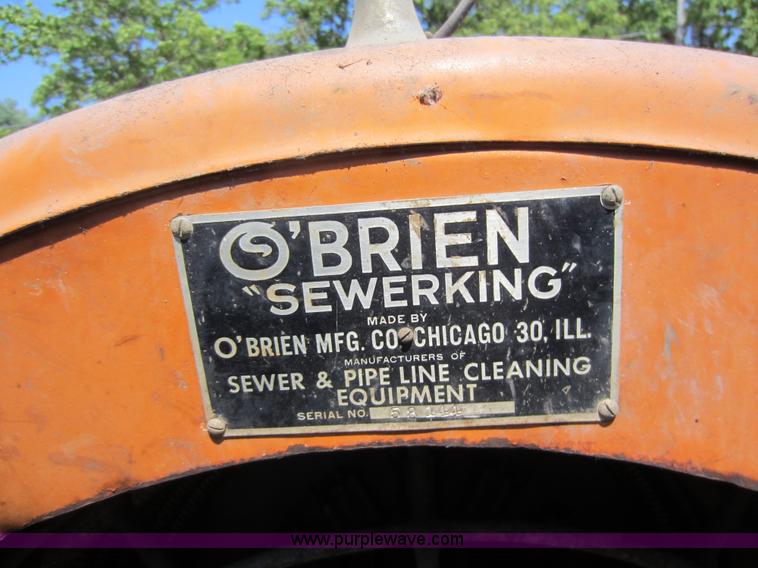 O'BRIEN
"SEWERKING"
MADE BY
O'BRIEN MFG. CO. CHICAGO 30, ILL.
MANUFACTURERS OF
SEWER & PIPE LINE CLEANING
EQUIPMENT
SERIAL NO. 58144
www.purplewave.com